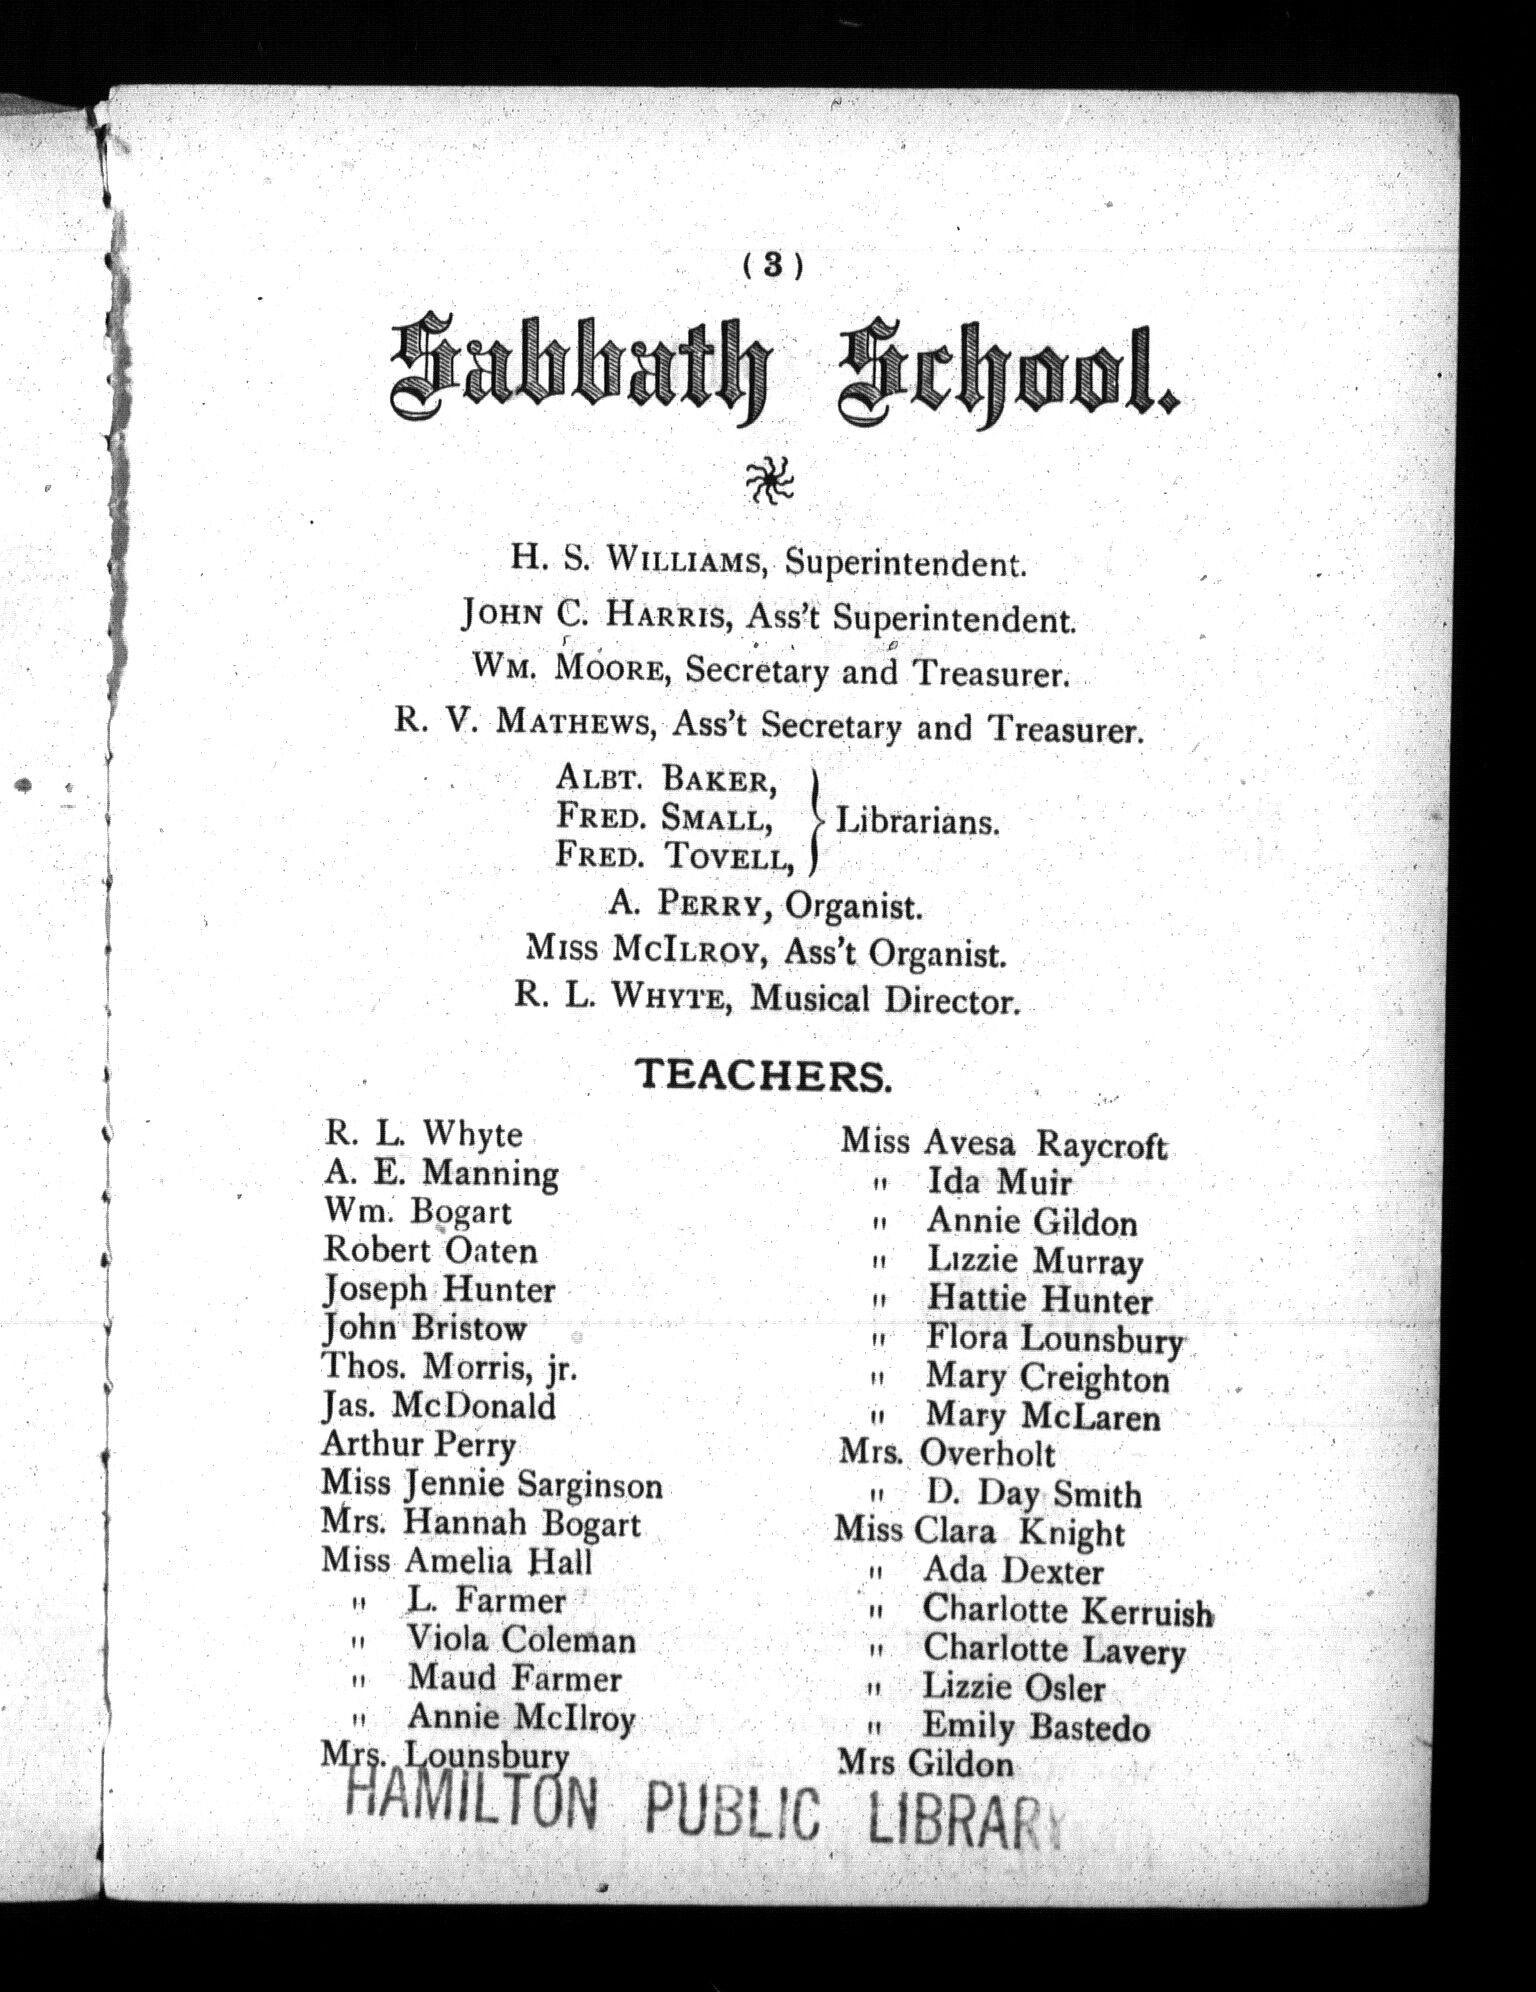 ( 3 )
Sabbath School.
H. S. WILLIAMS, Superintendent.
JOHN C. HARRIS, Ass't Superintendent.
WM. MOORE, Secretary and Treasurer.
R. V. MATHEWS, Ass't Secretary and Treasurer.
ALBT. BAKER,
FRED. SMALL, } Librarians.
FRED. TOVELL,
A. PERRY, Organist.
MISS MCILROY, Ass't Organist.
R. L. WHYTE, Musical Director.
TEACHERS.
R. L. Whyte
A. E. Manning
Wm. Bogart
Robert Oaten
Joseph Hunter
John Bristow
Thos. Morris, jr.
Jas. McDonald
Arthur Perry
Miss Jennie Sarginson
Mrs. Hannah Bogart
Miss Amelia Hall
" L. Farmer
" Viola Coleman
" Maud Farmer
" Annie McIlroy
Mrs. Lounsbury
Miss Avesa Raycroft
" Ida Muir
" Annie Gildon
" Lizzie Murray
" Hattie Hunter
" Flora Lounsbury
" Mary Creighton
" Mary McLaren
Mrs. Overholt
" D. Day Smith
Miss Clara Knight
" Ada Dexter
" Charlotte Kerruish
" Charlotte Lavery
" Lizzie Osler
" Emily Bastedo
Mrs Gildon
HAMILTON PUBLIC LIBRARY